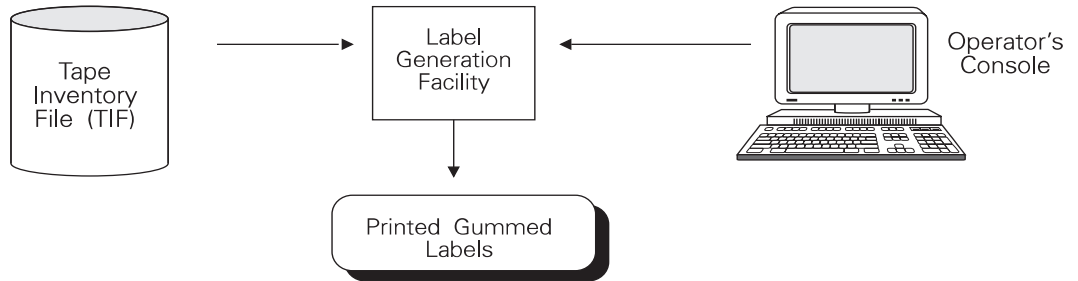 Tape
Inventory
File (TIF)
Label
Generation
Facility
Operator's
Console
Printed Gummed
Labels